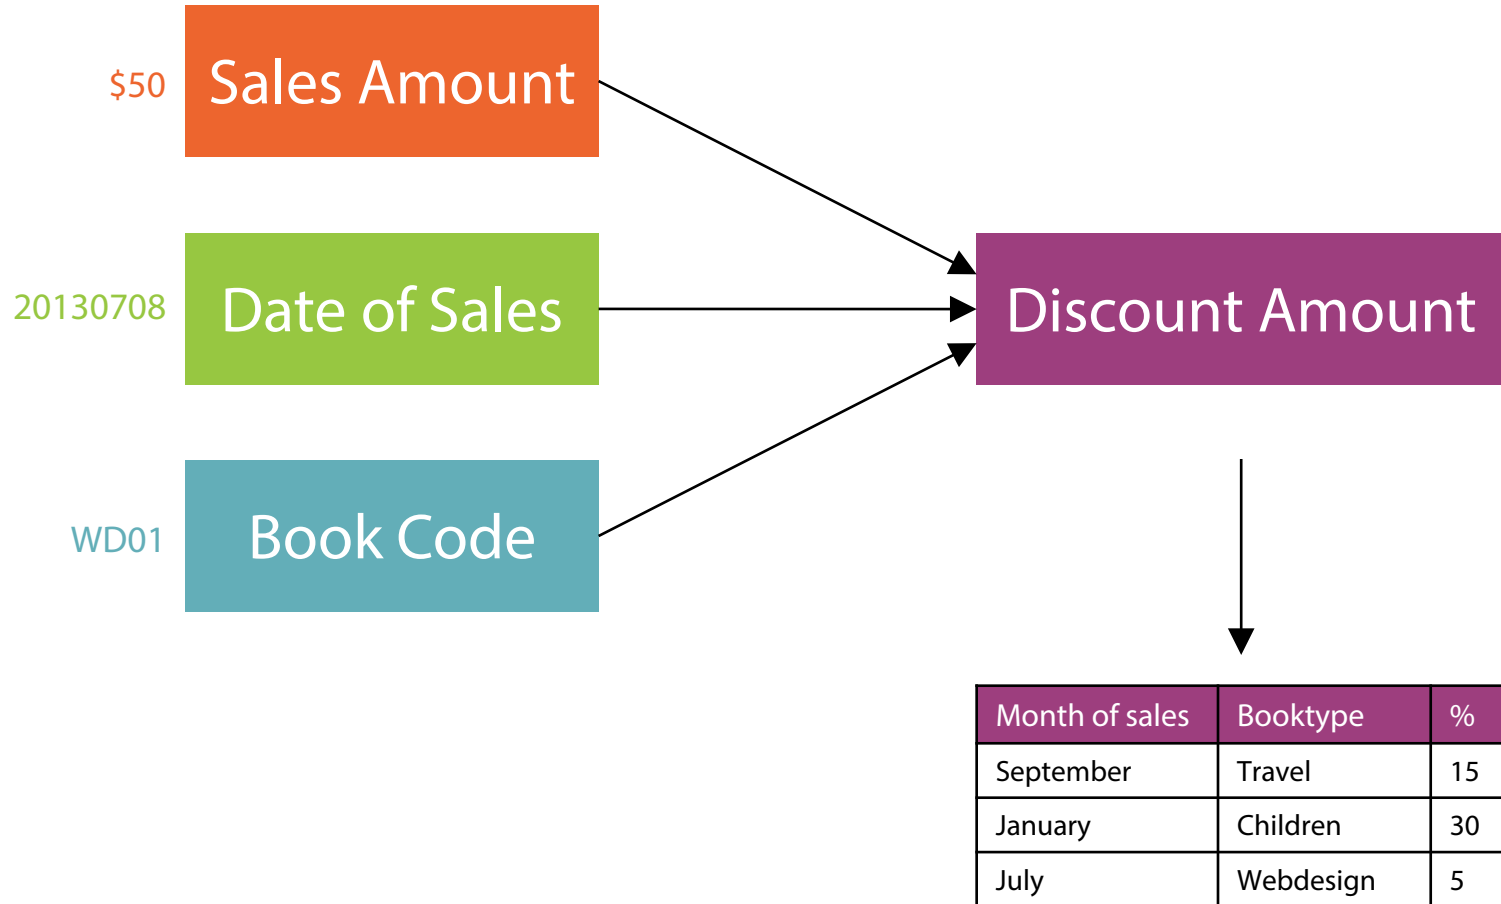 $50 Sales Amount
20130708 Date of Sales Discount Amount
WD01 Book Code
Month of sales Booktype %
September Travel 15
January Children 30
July Webdesign 5